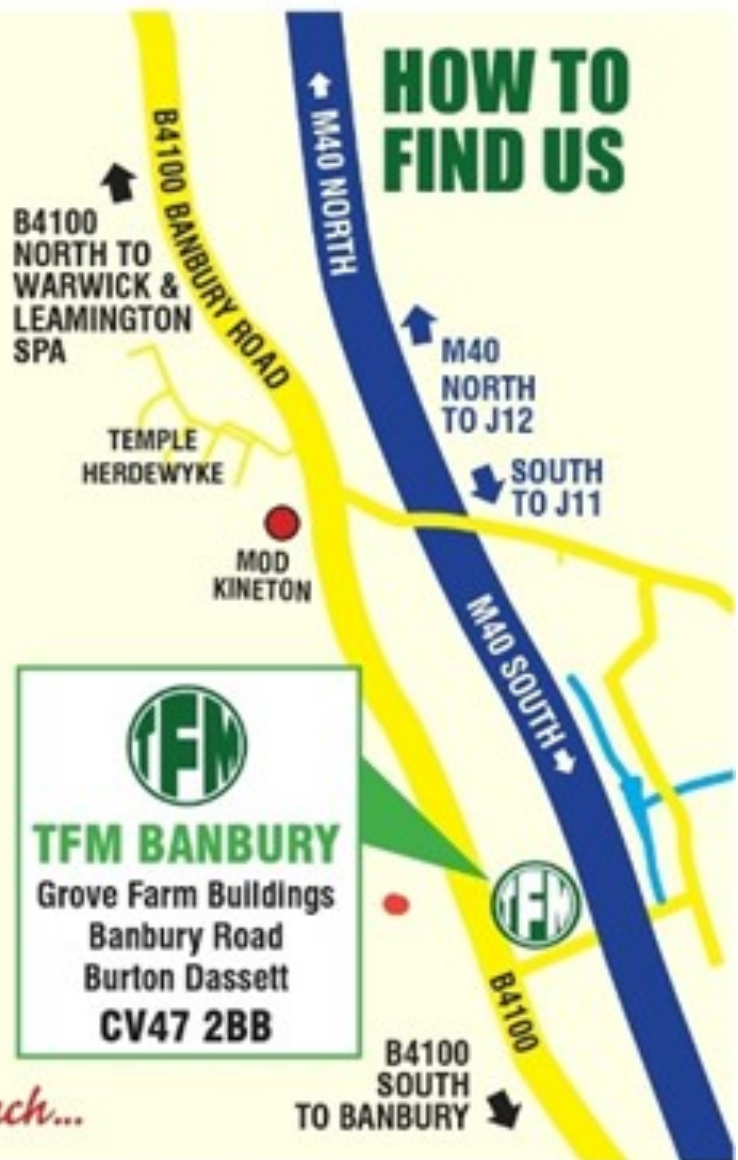 HOW TO
FIND US
B4100 BANBURY ROAD
M40 NORTH
B4100
NORTH TO
WARWICK &
LEAMINGTON
SPA
M40
NORTH
TO J12
TEMPLE
HERDEWYKE
SOUTH
TO J11
MOD
KINETON
M40 SOUTH
TFM
TFM BANBURY
Grove Farm Buildings
Banbury Road
Burton Dassett
CV47 2BB
TFM
B4100
B4100
SOUTH
TO BANBURY